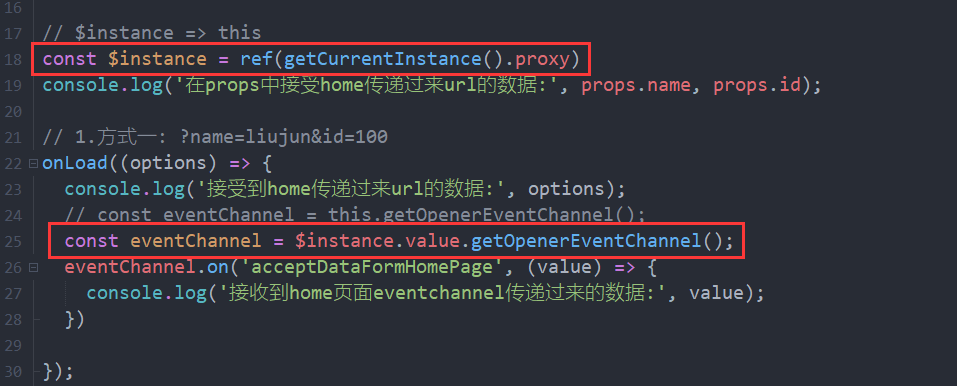 16
17 // $instance => this
18 const $instance = ref(getCurrentInstance().proxy)
19 console.log('在props中接受home传递过来url的数据:', props.name, props.id);
20
21 // 1.方式一: ?name=liujun&id=100
22 onLoad((options) => {
23 console.log('接受到home传递过来url的数据:', options);
24 // const eventChannel = this.getOpenerEventChannel();
25 const eventChannel = $instance.value.getOpenerEventChannel();
26 eventChannel.on('acceptDataFormHomePage', (value) => {
27 console.log('接收到home页面eventchannel传递过来的数据:', value);
28 })
29
30 });